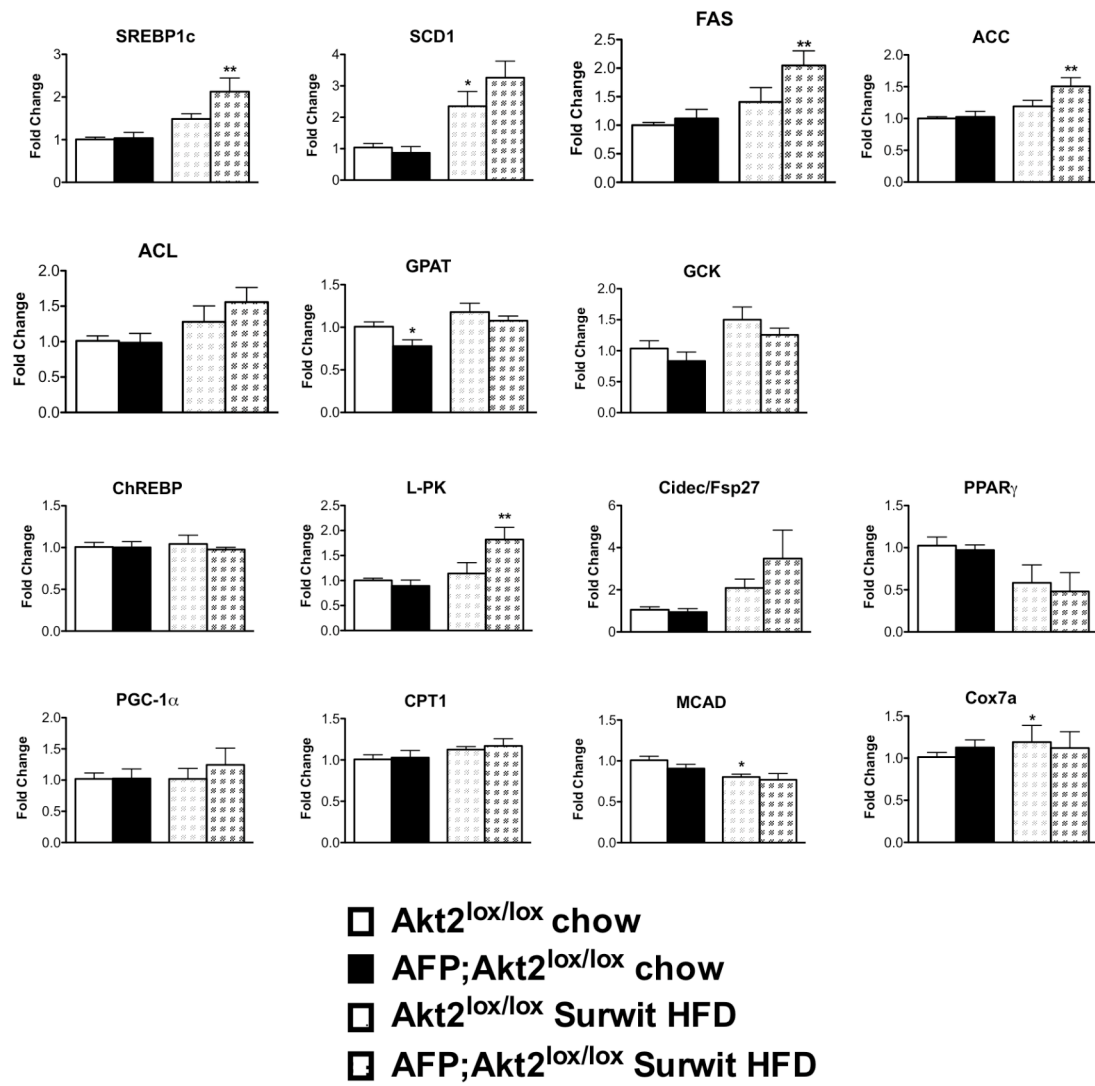 SREBP1c
Fold Change
3
2
1
0
**
SCD1
Fold Change
4
3
2
1
0
*
FAS
Fold Change
2.5
2.0
1.5
1.0
0.5
0.0
**
ACC
Fold Change
2.0
1.5
1.0
0.5
0.0
**
ACL
Fold Change
2.0
1.5
1.0
0.5
0.0
GPAT
Fold Change
1.5
1.0
0.5
0.0
*
GCK
Fold Change
2.0
1.5
1.0
0.5
0.0
ChREBP
Fold Change
1.5
1.0
0.5
0.0
L-PK
Fold Change
2.5
2.0
1.5
1.0
0.5
0.0
**
Cidec/Fsp27
Fold Change
6
4
2
0
PPARγ
Fold Change
1.5
1.0
0.5
0.0
PGC-1α
Fold Change
2.0
1.5
1.0
0.5
0.0
CPT1
Fold Change
1.5
1.0
0.5
0.0
MCAD
Fold Change
1.5
1.0
0.5
0.0
*
Cox7a
Fold Change
1.5
1.0
0.5
0.0
*
Akt2lox/lox chow
AFP;Akt2lox/lox chow
Akt2lox/lox Surwit HFD
AFP;Akt2lox/lox Surwit HFD